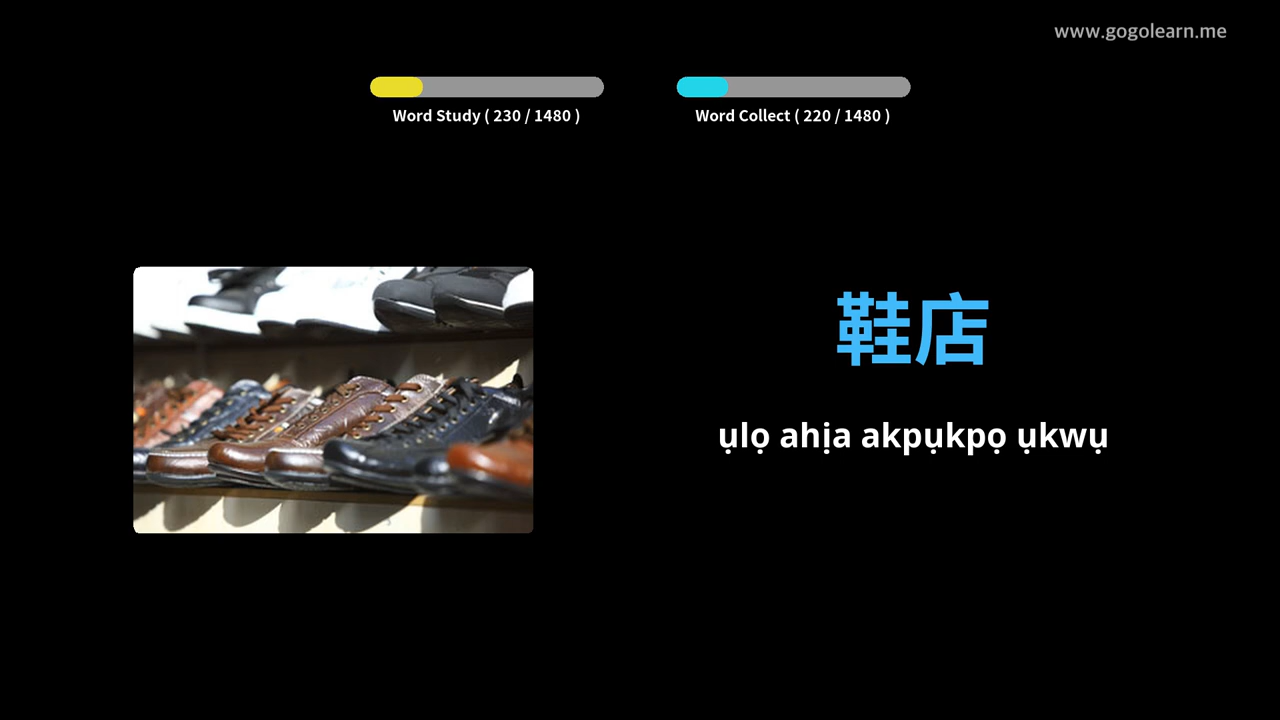 www.gogolearn.me
Word Study ( 230 / 1480 )
Word Collect ( 220 / 1480 )
鞋店
ụlọ ahịa akpụkpọ ụkwụ